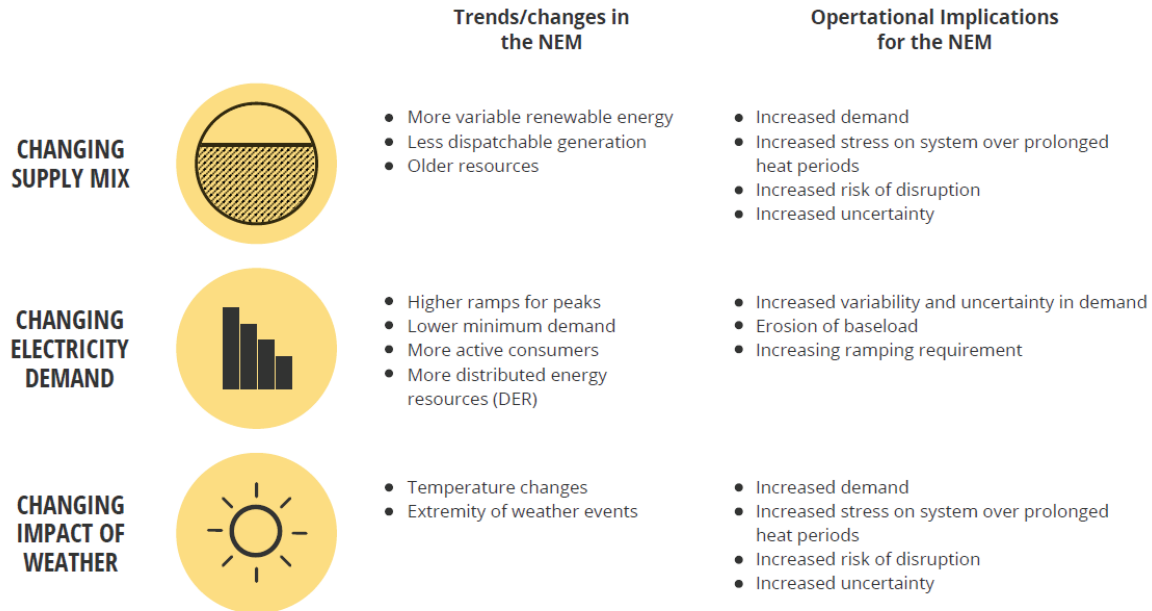 Trends/changes in
the NEM
Opertational Implications
for the NEM
CHANGING
SUPPLY MIX
● More variable renewable energy
● Less dispatchable generation
● Older resources
● Increased demand
● Increased stress on system over prolonged
heat periods
● Increased risk of disruption
● Increased uncertainty
CHANGING
ELECTRICITY
DEMAND
● Higher ramps for peaks
● Lower minimum demand
● More active consumers
● More distributed energy
resources (DER)
● Increased variability and uncertainty in demand
● Erosion of baseload
● Increasing ramping requirement
CHANGING
IMPACT OF
WEATHER
● Temperature changes
● Extremity of weather events
● Increased demand
● Increased stress on system over prolonged
heat periods
● Increased risk of disruption
● Increased uncertainty